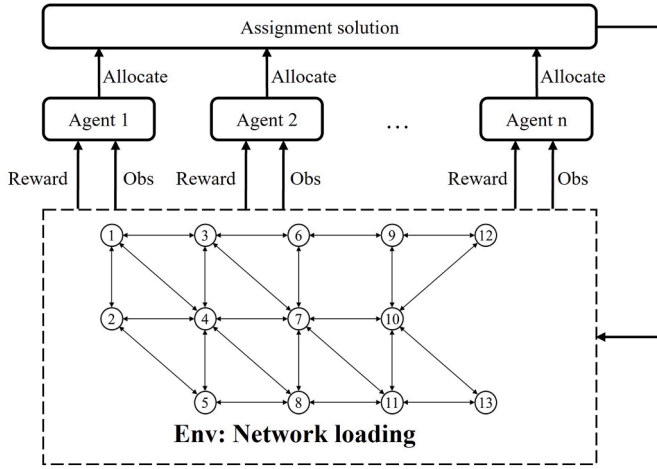 Assignment solution
Allocate Allocate Allocate
Agent 1 Agent 2 … Agent n
Reward Obs Reward Obs Reward Obs
1 3 6 9 12
2 4 7 10
5 8 11 13
Env: Network loading